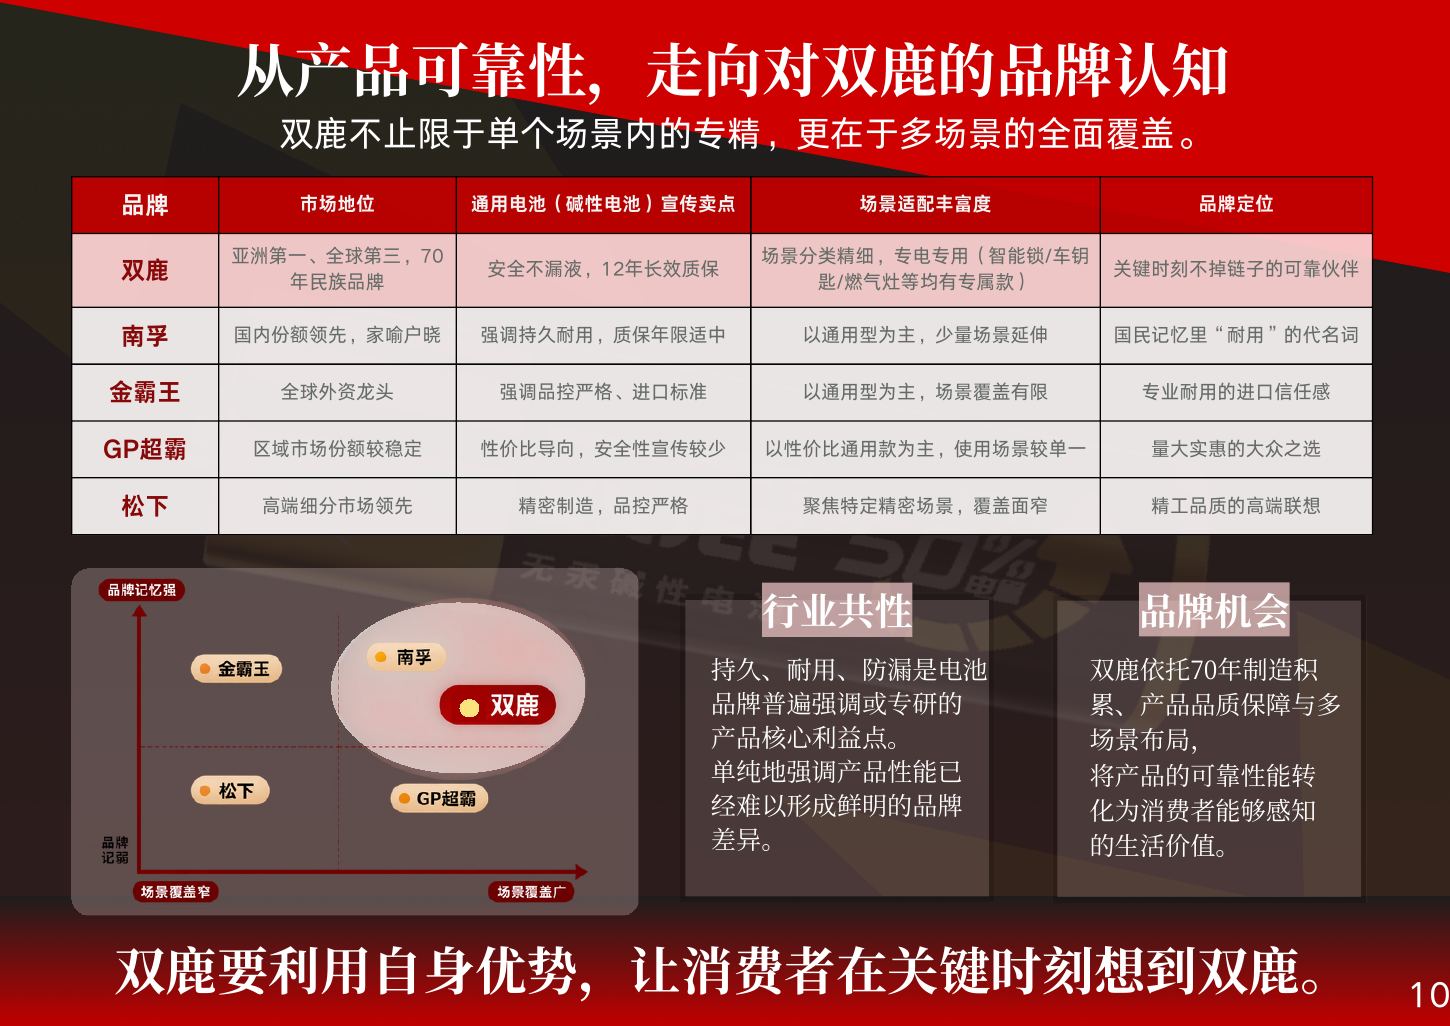 从产品可靠性，走向对双鹿的品牌认知
双鹿不止限于单个场景内的专精，更在于多场景的全面覆盖。
品牌 市场地位 通用电池（碱性电池）宣传卖点 场景适配丰富度 品牌定位
双鹿 亚洲第一、全球第三，70年民族品牌 安全不漏液，12年长效质保 场景分类精细，专电专用（智能锁/车钥匙/燃气灶等均有专属款） 关键时刻不掉链子的可靠伙伴
南孚 国内份额领先，家喻户晓 强调持久耐用，质保年限适中 以通用型为主，少量场景延伸 国民记忆里“耐用”的代名词
金霸王 全球外资龙头 强调品控严格、进口标准 以通用型为主，场景覆盖有限 专业耐用的进口信任感
GP超霸 区域市场份额较稳定 性价比导向，安全性宣传较少 以性价比通用款为主，使用场景较单一 量大实惠的大众之选
松下 高端细分市场领先 精密制造，品控严格 聚焦特定精密场景，覆盖面窄 精工品质的高端联想
50%
电量
无汞碱性电
品牌记忆强
南孚
金霸王
双鹿
松下
GP超霸
品牌
记弱
场景覆盖窄
场景覆盖广
行业共性
持久、耐用、防漏是电池
品牌普遍强调或专研的
产品核心利益点。
单纯地强调产品性能已
经难以形成鲜明的品牌
差异。
品牌机会
双鹿依托70年制造积
累、产品品质保障与多
场景布局，
将产品的可靠性能转
化为消费者能够感知
的生活价值。
双鹿要利用自身优势，让消费者在关键时刻想到双鹿。
10